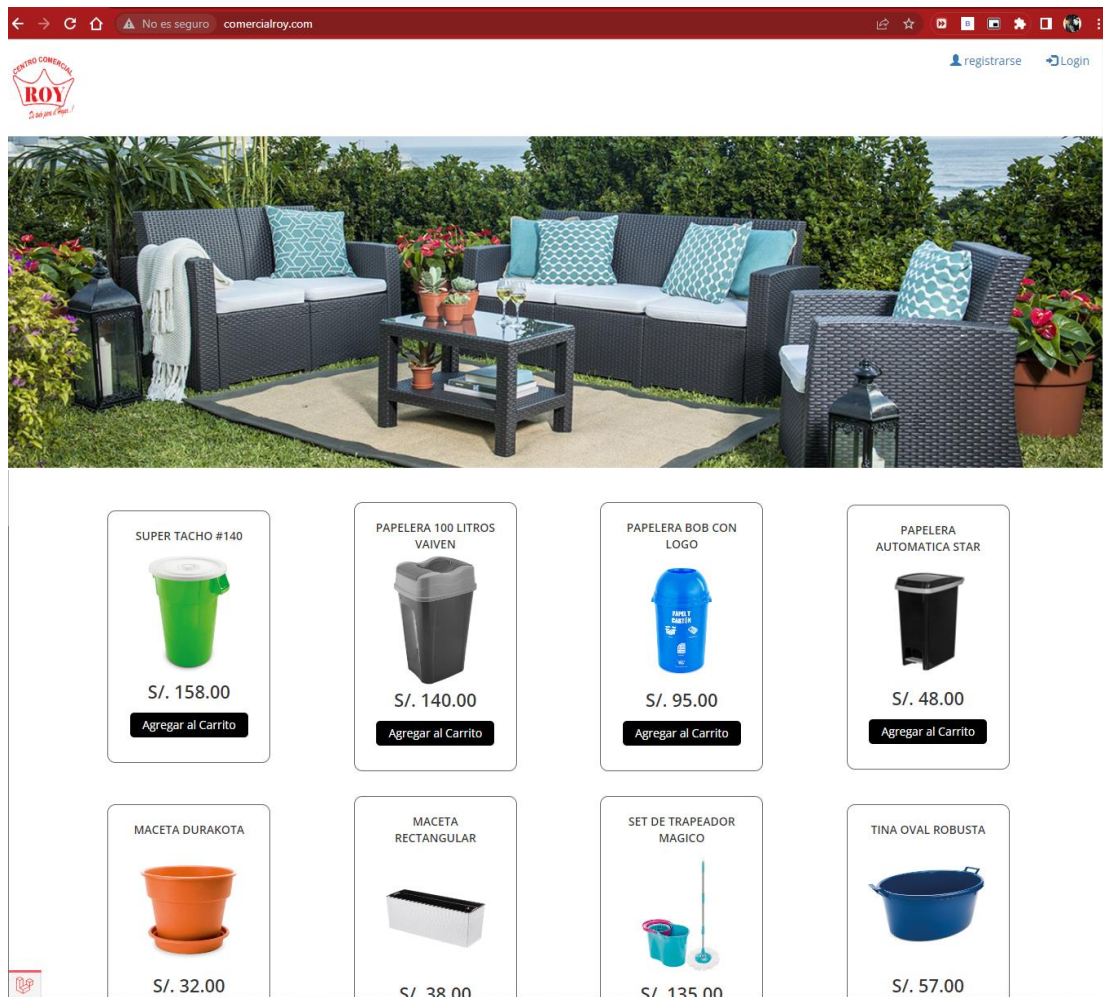 No es seguro comercialroy.com
registrarse Login
CENTRO COMERCIAL
ROY
SUPER TACHO #140
S/. 158.00
Agregar al Carrito
PAPELERA 100 LITROS
VAIVEN
S/. 140.00
Agregar al Carrito
PAPELERA BOB CON
LOGO
PAPEL Y
CARTÓN
S/. 95.00
Agregar al Carrito
PAPELERA
AUTOMATICA STAR
S/. 48.00
Agregar al Carrito
MACETA DURAKOTA
S/. 32.00
MACETA
RECTANGULAR
S/. 38.00
SET DE TRAPEADOR
MAGICO
S/. 135.00
TINA OVAL ROBUSTA
S/. 57.00